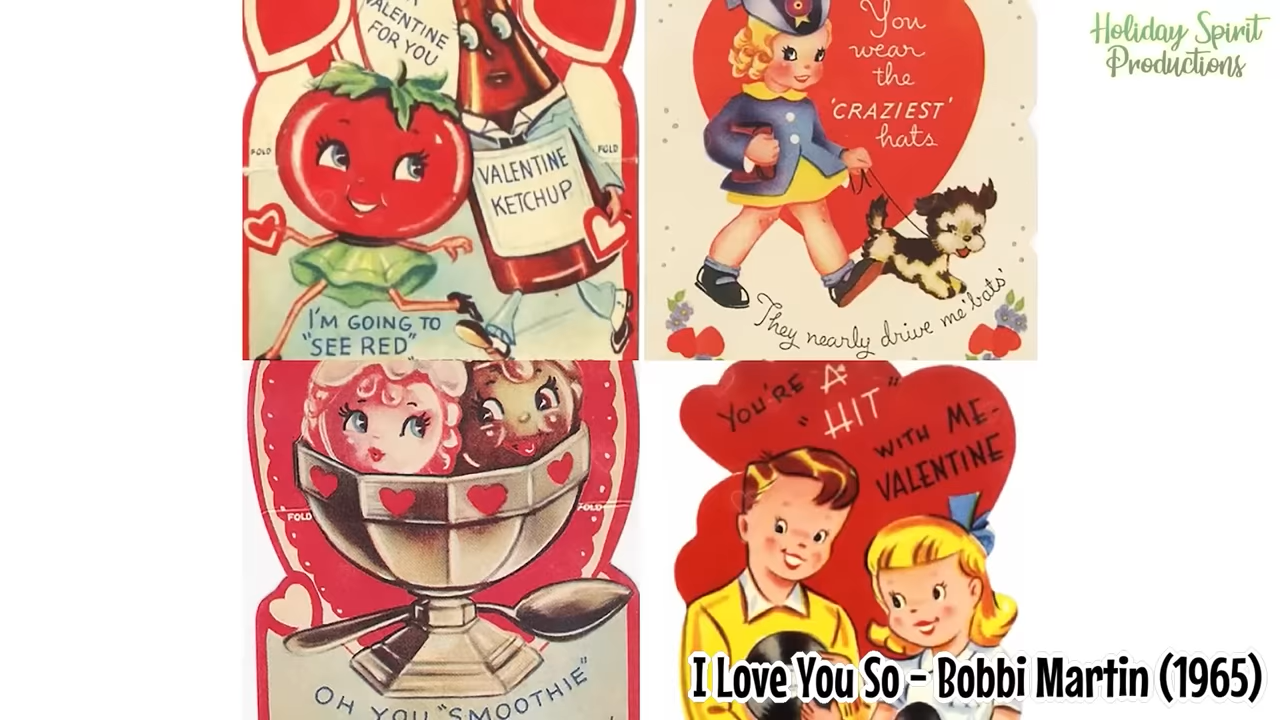 VALENTINE
FOR YOU
FOLD
FOLD
VALENTINE
KETCHUP
I'M GOING TO
"SEE RED"
You
wear
the
'CRAZIEST'
hats
They nearly drive me 'bats'
Holiday Spirit
Productions
FOLD
FOLD
OH YOU "SMOOTHIE"
YOU'RE A
"HIT"
WITH ME-
VALENTINE
I Love You So - Bobbi Martin (1965)